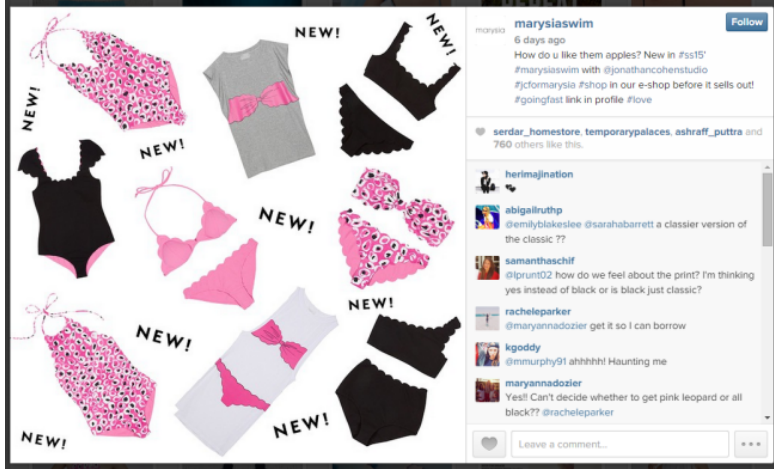 NEW!
NEW!
NEW!
NEW!
NEW!
NEW!
NEW!
NEW!
NEW!
marysia
marysiaswim
Follow
6 days ago
How do u like them apples? New in #ss15'
#marysiaswim with @jonathancohenstudio
#jcformarysia #shop in our e-shop before it sells out!
#goingfast link in profile #love
serdar_homestore, temporarypalaces, ashraff_puttra and
760 others like this.
herimajination
abigailruthp
@emilyblakeslee @sarahabarrett a classier version of
the classic ??
samanthaschif
@lprunt02 how do we feel about the print? I'm thinking
yes instead of black or is black just classic?
racheleparker
@maryannadozier get it so I can borrow
kgoddy
@mmurphy91 ahhhhh! Haunting me
maryannadozier
Yes!! Can't decide whether to get pink leopard or all
black?? @racheleparker
Leave a comment...